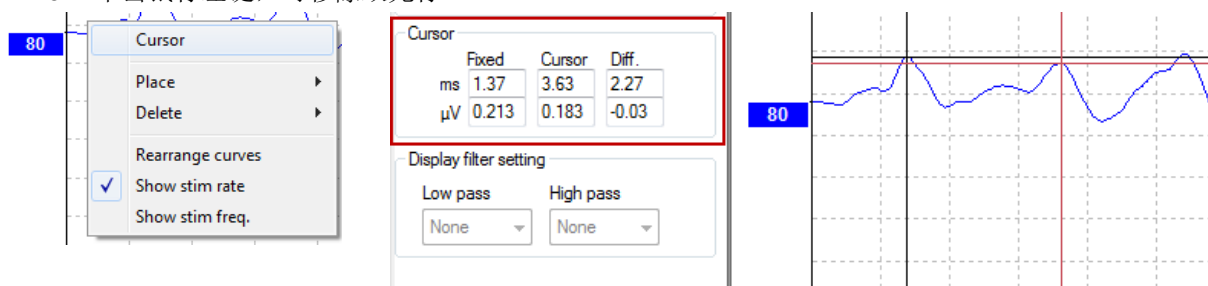 80
Cursor
Place
Delete
Rearrange curves
Show stim rate
Show stim freq.
Cursor
Fixed Cursor Diff.
ms 1.37 3.63 2.27
µV 0.213 0.183 -0.03
Display filter setting
Low pass High pass
None None
80